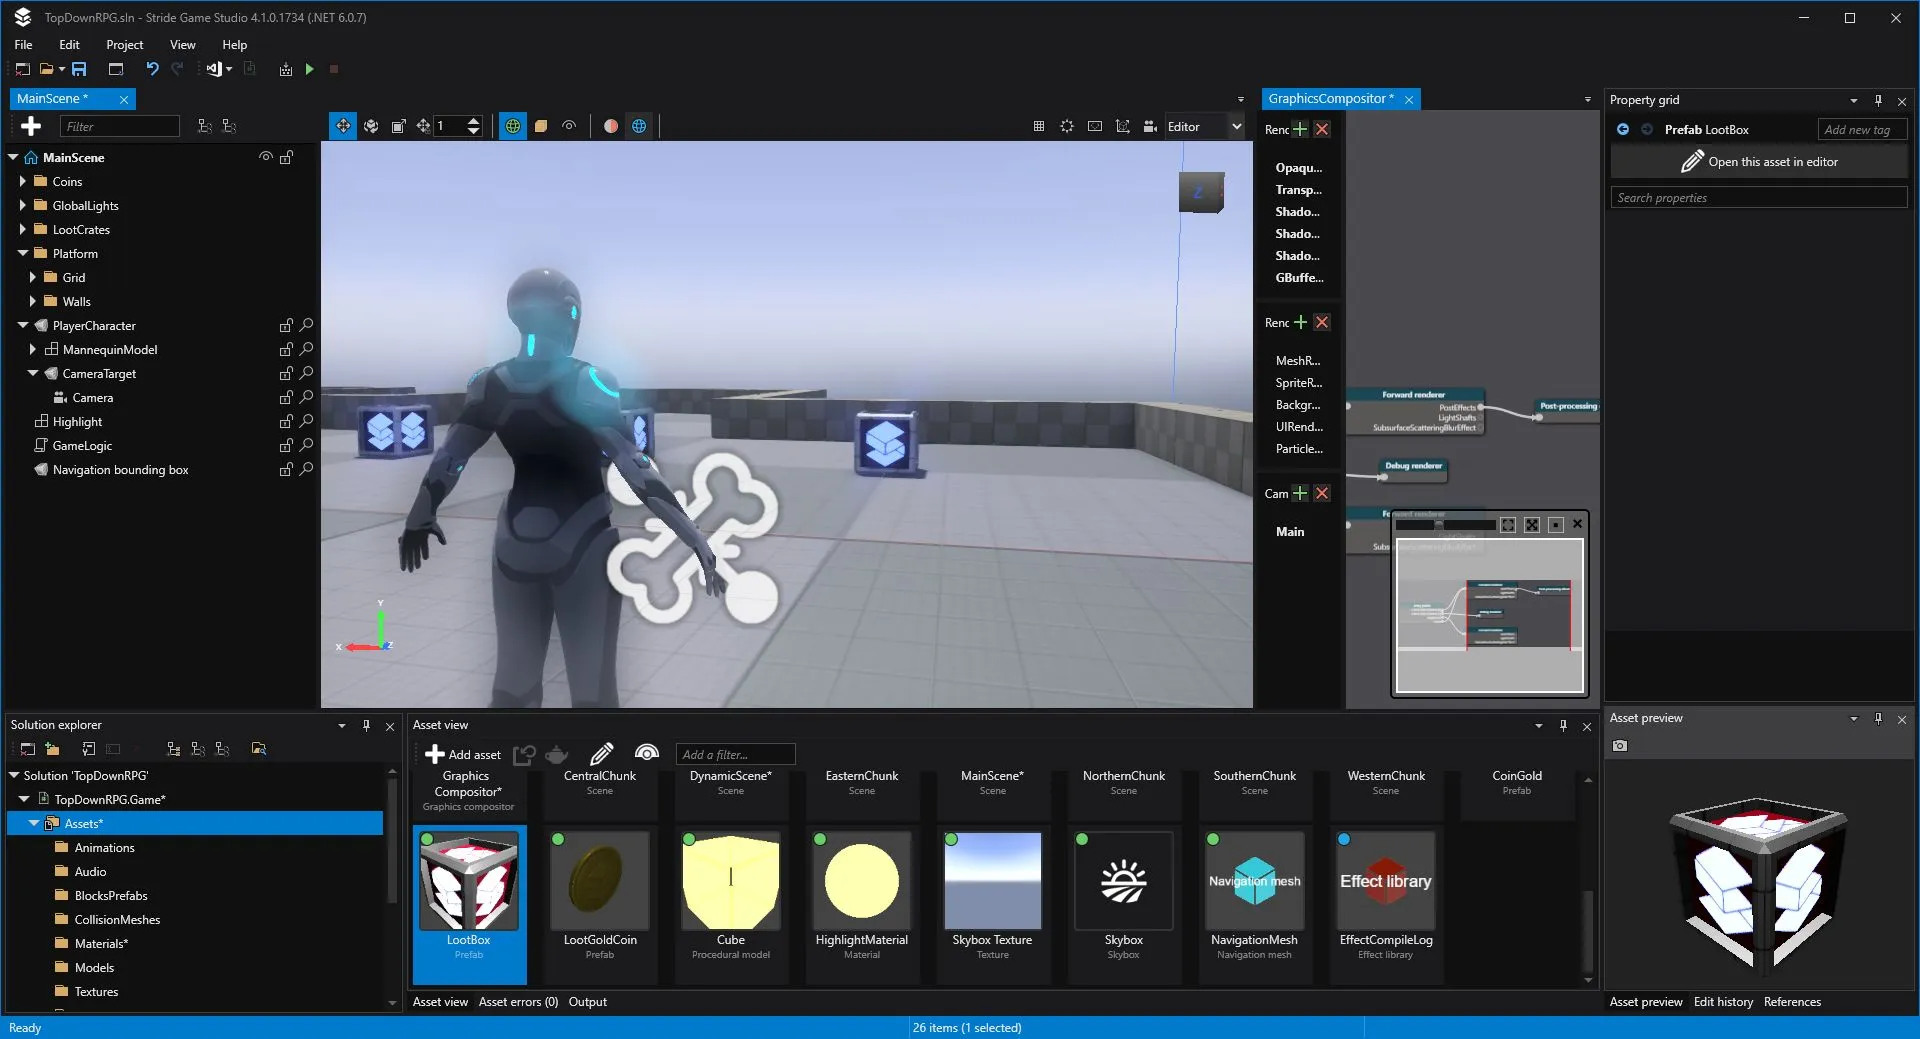 TopDownRPG.sln - Stride Game Studio 4.1.0.1734 (.NET 6.0.7)
File Edit Project View Help
MainScene *
Filter
MainScene
Coins
GlobalLights
LootCrates
Platform
Grid
Walls
PlayerCharacter
MannequinModel
CameraTarget
Camera
Highlight
GameLogic
Navigation bounding box
1
Editor
Z
Y
X
Z
GraphicsCompositor *
Renc
Opaqu...
Transp...
Shado...
Shado...
Shado...
GBuffe...
Renc
MeshR...
SpriteR...
Backgr...
UIRend...
Particle...
Cam
Main
Forward renderer
PostEffects
LightShafts
SubsurfaceScatteringBlurEffect
Post-processing
Debug renderer
Forward renderer
Property grid
Prefab LootBox
Add new tag
Open this asset in editor
Search properties
Solution explorer
Solution 'TopDownRPG'
TopDownRPG.Game*
Assets*
Animations
Audio
BlocksPrefabs
CollisionMeshes
Materials*
Models
Textures
Asset view
Add asset
Add a filter...
Graphics
Compositor*
Graphics compositor
CentralChunk
Scene
DynamicScene*
Scene
EasternChunk
Scene
MainScene*
Scene
NorthernChunk
Scene
SouthernChunk
Scene
WesternChunk
Scene
CoinGold
Prefab
LootBox
Prefab
LootGoldCoin
Prefab
Cube
Procedural model
HighlightMaterial
Material
Skybox Texture
Texture
Skybox
Skybox
Navigation mesh
NavigationMesh
Navigation mesh
Effect library
EffectCompileLog
Effect library
Asset view Asset errors (0) Output
Asset preview
Asset preview Edit history References
Ready
26 items (1 selected)